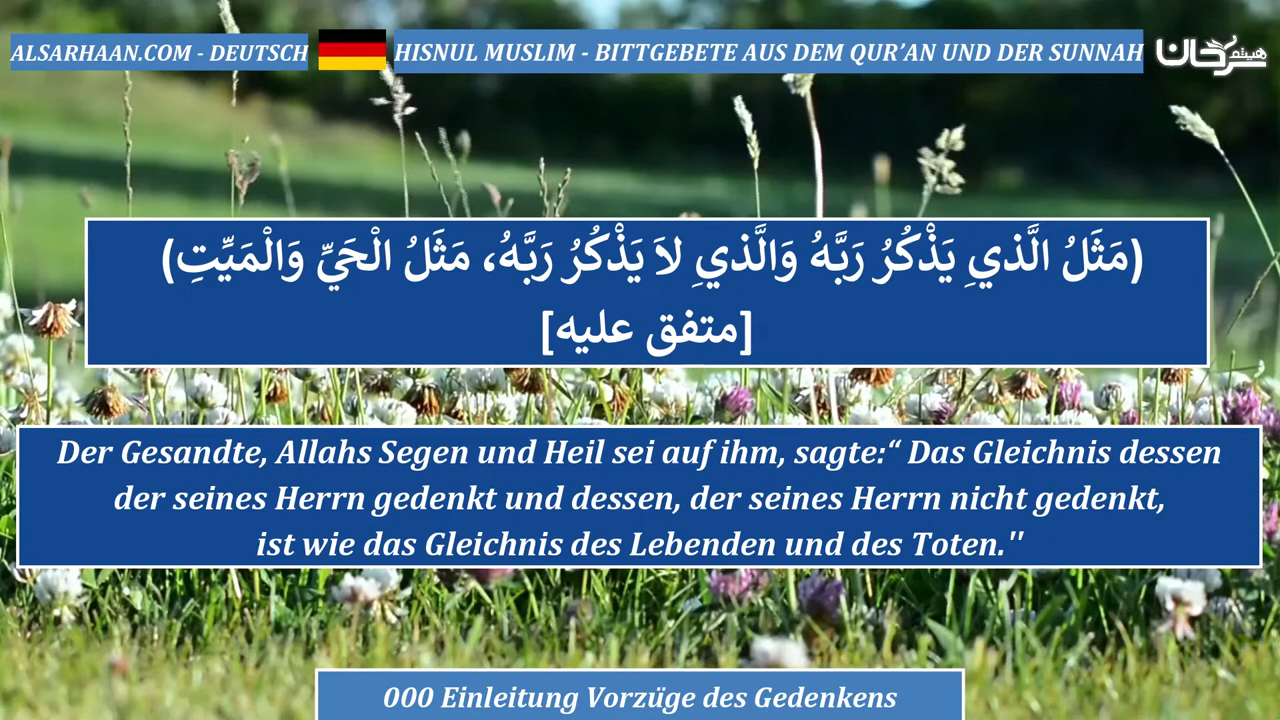 ALSARHAAN.COM - DEUTSCH
HISNUL MUSLIM - BITTGEBETE AUS DEM QUR’AN UND DER SUNNAH
هيثم سرحان
(مَثَلُ الَّذيِ يَذْكُرُ رَبَّهُ وَالَّذيِ لاَ يَذْكُرُ رَبَّهُ، مَثَلُ الْحَيِّ وَالْمَيِّتِ)
[متفق عليه]
Der Gesandte, Allahs Segen und Heil sei auf ihm, sagte:“ Das Gleichnis dessen
der seines Herrn gedenkt und dessen, der seines Herrn nicht gedenkt,
ist wie das Gleichnis des Lebenden und des Toten."
000 Einleitung Vorzüge des Gedenkens